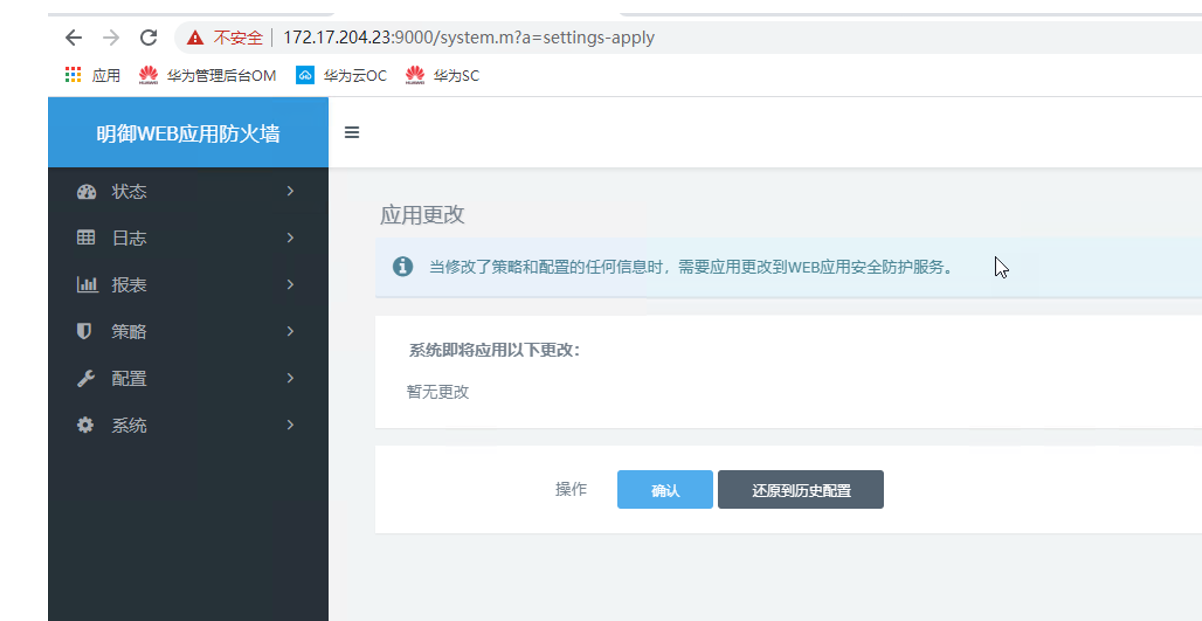 不安全 | 172.17.204.23:9000/system.m?a=settings-apply
应用 华为管理后台OM 华为云OC 华为SC
明御WEB应用防火墙
状态
日志
报表
策略
配置
系统
应用更改
当修改了策略和配置的任何信息时，需要应用更改到WEB应用安全防护服务。
系统即将应用以下更改：
暂无更改
操作 确认 还原到历史配置